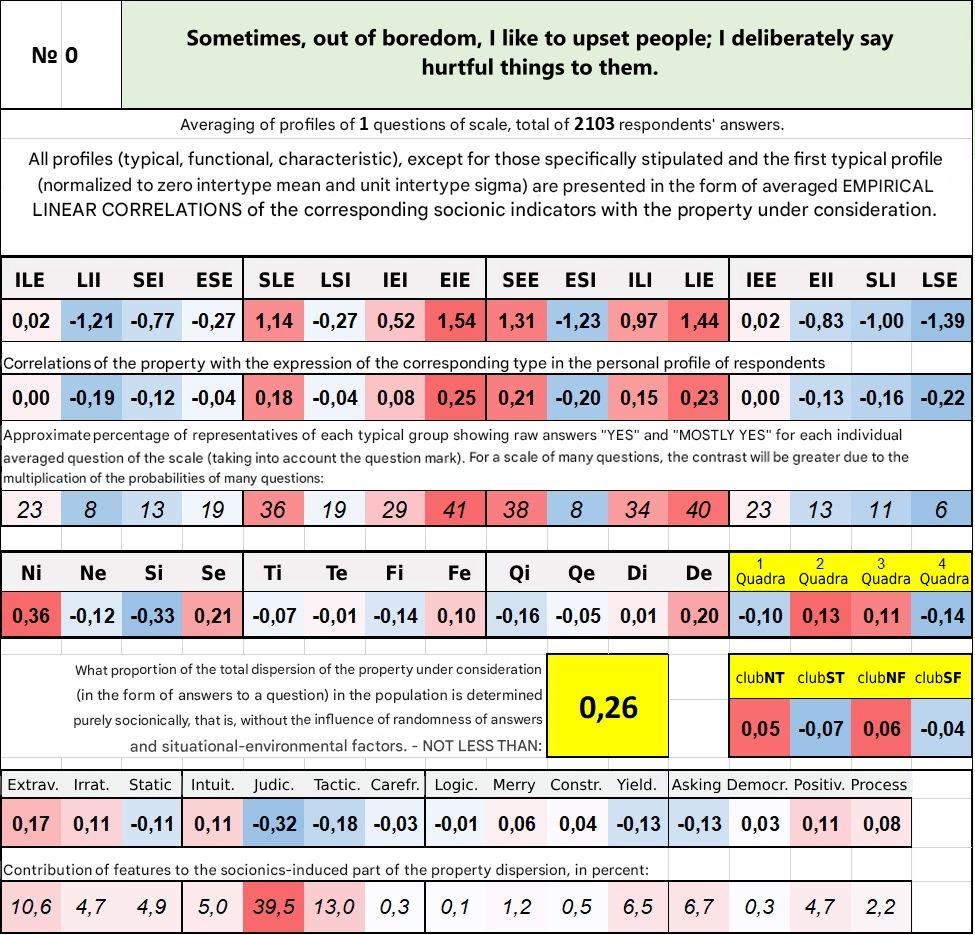 № 0
Sometimes, out of boredom, I like to upset people; I deliberately say
hurtful things to them.
Averaging of profiles of 1 questions of scale, total of 2103 respondents' answers.
All profiles (typical, functional, characteristic), except for those specifically stipulated and the first typical profile
(normalized to zero intertype mean and unit intertype sigma) are presented in the form of averaged EMPIRICAL
LINEAR CORRELATIONS of the corresponding socionic indicators with the property under consideration.
ILE LII SEI ESE SLE LSI IEI EIE SEE ESI ILI LIE IEE EII SLI LSE
0,02 -1,21 -0,77 -0,27 1,14 -0,27 0,52 1,54 1,31 -1,23 0,97 1,44 0,02 -0,83 -1,00 -1,39
Correlations of the property with the expression of the corresponding type in the personal profile of respondents
0,00 -0,19 -0,12 -0,04 0,18 -0,04 0,08 0,25 0,21 -0,20 0,15 0,23 0,00 -0,13 -0,16 -0,22
Approximate percentage of representatives of each typical group showing raw answers "YES" and "MOSTLY YES" for each individual
averaged question of the scale (taking into account the question mark). For a scale of many questions, the contrast will be greater due to the
multiplication of the probabilities of many questions:
23 8 13 19 36 19 29 41 38 8 34 40 23 13 11 6
Ni Ne Si Se Ti Te Fi Fe Qi Qe Di De 1 Quadra 2 Quadra 3 Quadra 4 Quadra
0,36 -0,12 -0,33 0,21 -0,07 -0,01 -0,14 0,10 -0,16 -0,05 0,01 0,20 -0,10 0,13 0,11 -0,14
What proportion of the total dispersion of the property under consideration
(in the form of answers to a question) in the population is determined
purely socionically, that is, without the influence of randomness of answers
and situational-environmental factors. - NOT LESS THAN:
0,26
clubNT clubST clubNF clubSF
0,05 -0,07 0,06 -0,04
Extrav. Irrat. Static Intuit. Judic. Tactic. Carefr. Logic. Merry Constr. Yield. Asking Democr. Positiv. Process
0,17 0,11 -0,11 0,11 -0,32 -0,18 -0,03 -0,01 0,06 0,04 -0,13 -0,13 0,03 0,11 0,08
Contribution of features to the socionics-induced part of the property dispersion, in percent:
10,6 4,7 4,9 5,0 39,5 13,0 0,3 0,1 1,2 0,5 6,5 6,7 0,3 4,7 2,2